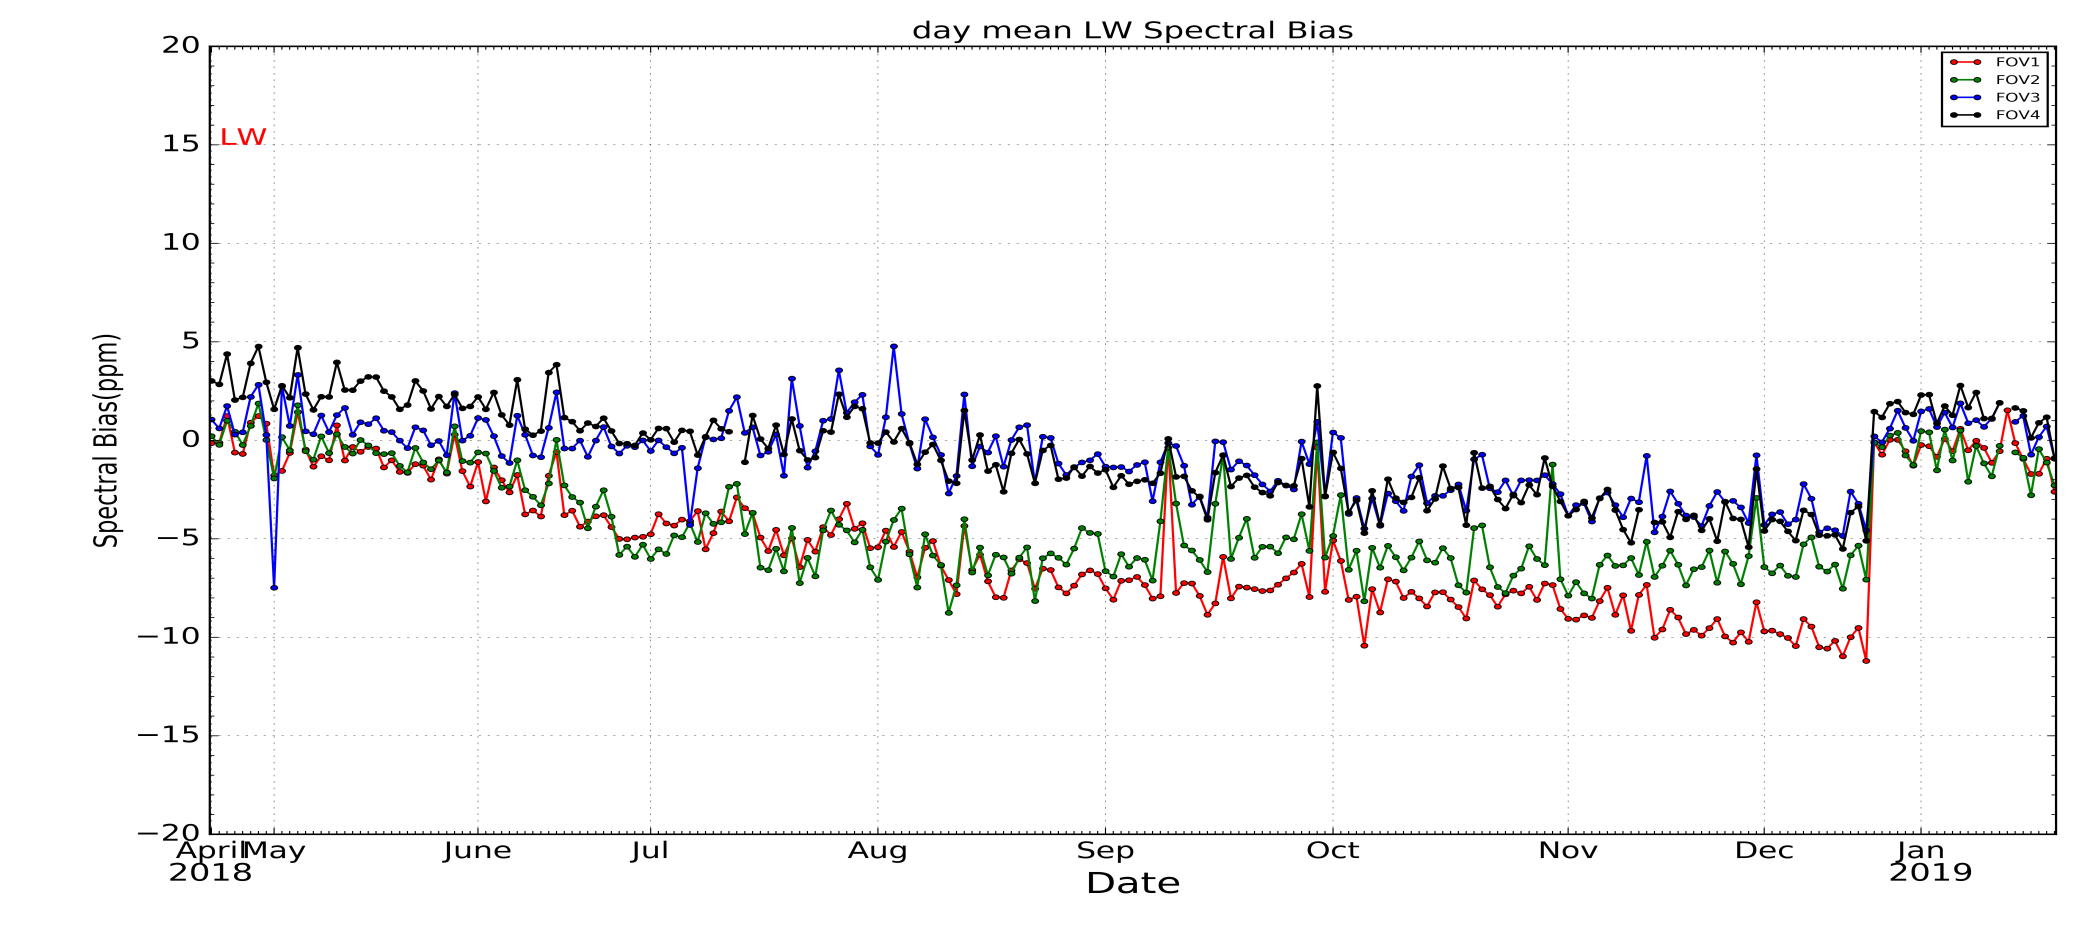 day mean LW Spectral Bias
20
15
10
5
0
−5
−10
−15
−20
Spectral Bias(ppm)
LW
FOV1
FOV2
FOV3
FOV4
April May June Jul Aug Sep Oct Nov Dec Jan
2018 2019
Date